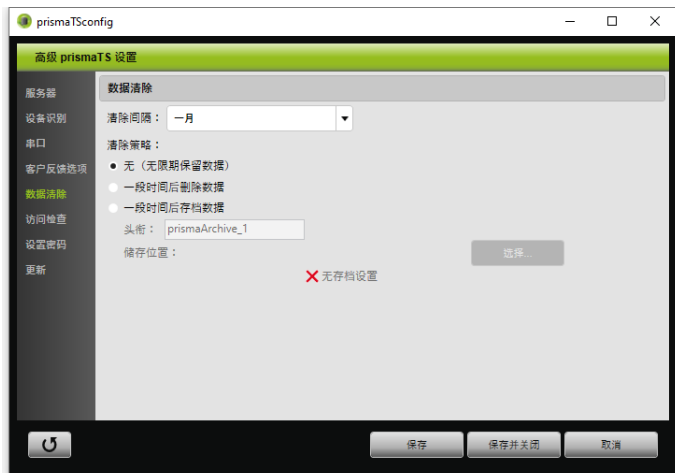 prismaTSconfig
高级 prismaTS 设置
服务器
设备识别
串口
客户反馈选项
数据清除
访问检查
设置密码
更新
数据清除
清除间隔： 一月
清除策略：
无（无限期保留数据）
一段时间后删除数据
一段时间后存档数据
头衔： prismaArchive_1
储存位置： 选择...
无存档设置
保存 保存并关闭 取消